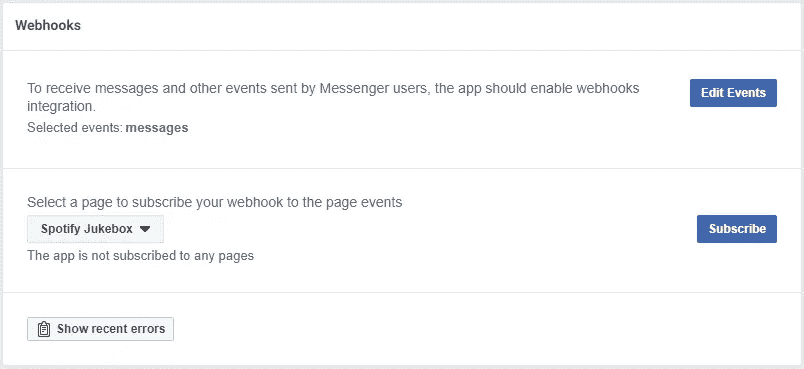 Webhooks
To receive messages and other events sent by Messenger users, the app should enable webhooks
integration.
Edit Events
Selected events: messages
Select a page to subscribe your webhook to the page events
Spotify Jukebox
Subscribe
The app is not subscribed to any pages
Show recent errors